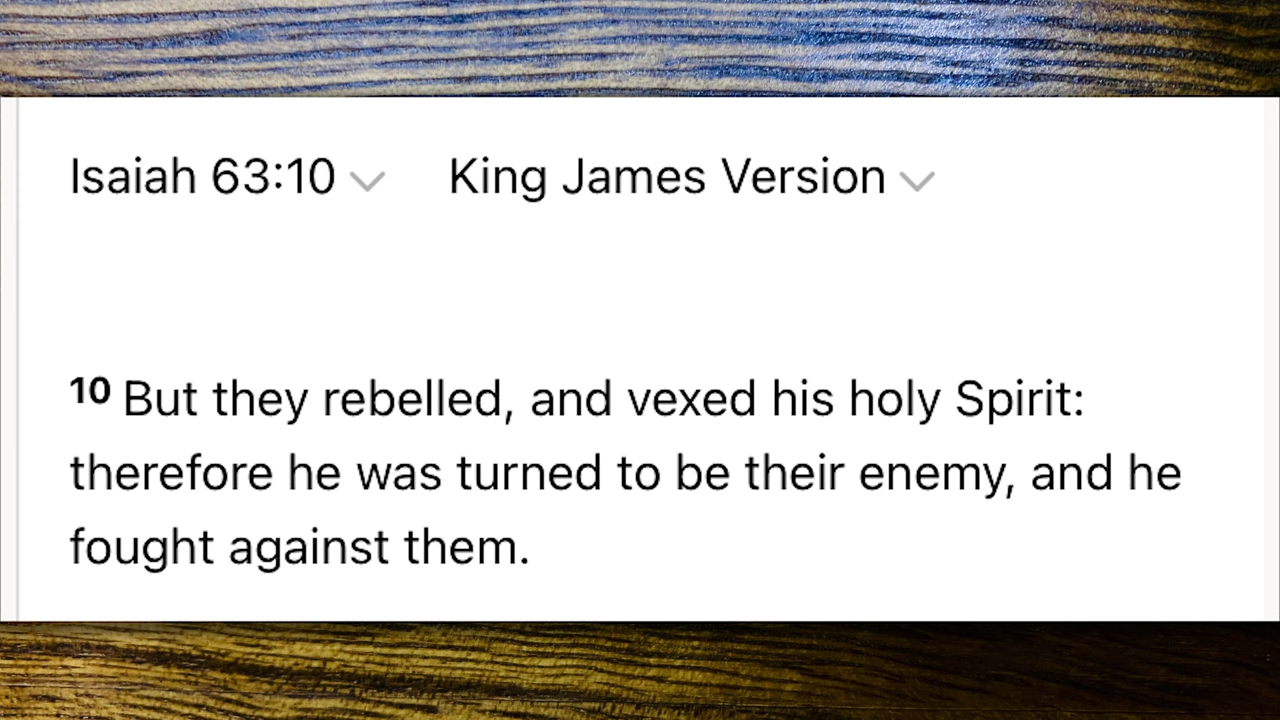 Isaiah 63:10 King James Version
10 But they rebelled, and vexed his holy Spirit:
therefore he was turned to be their enemy, and he
fought against them.